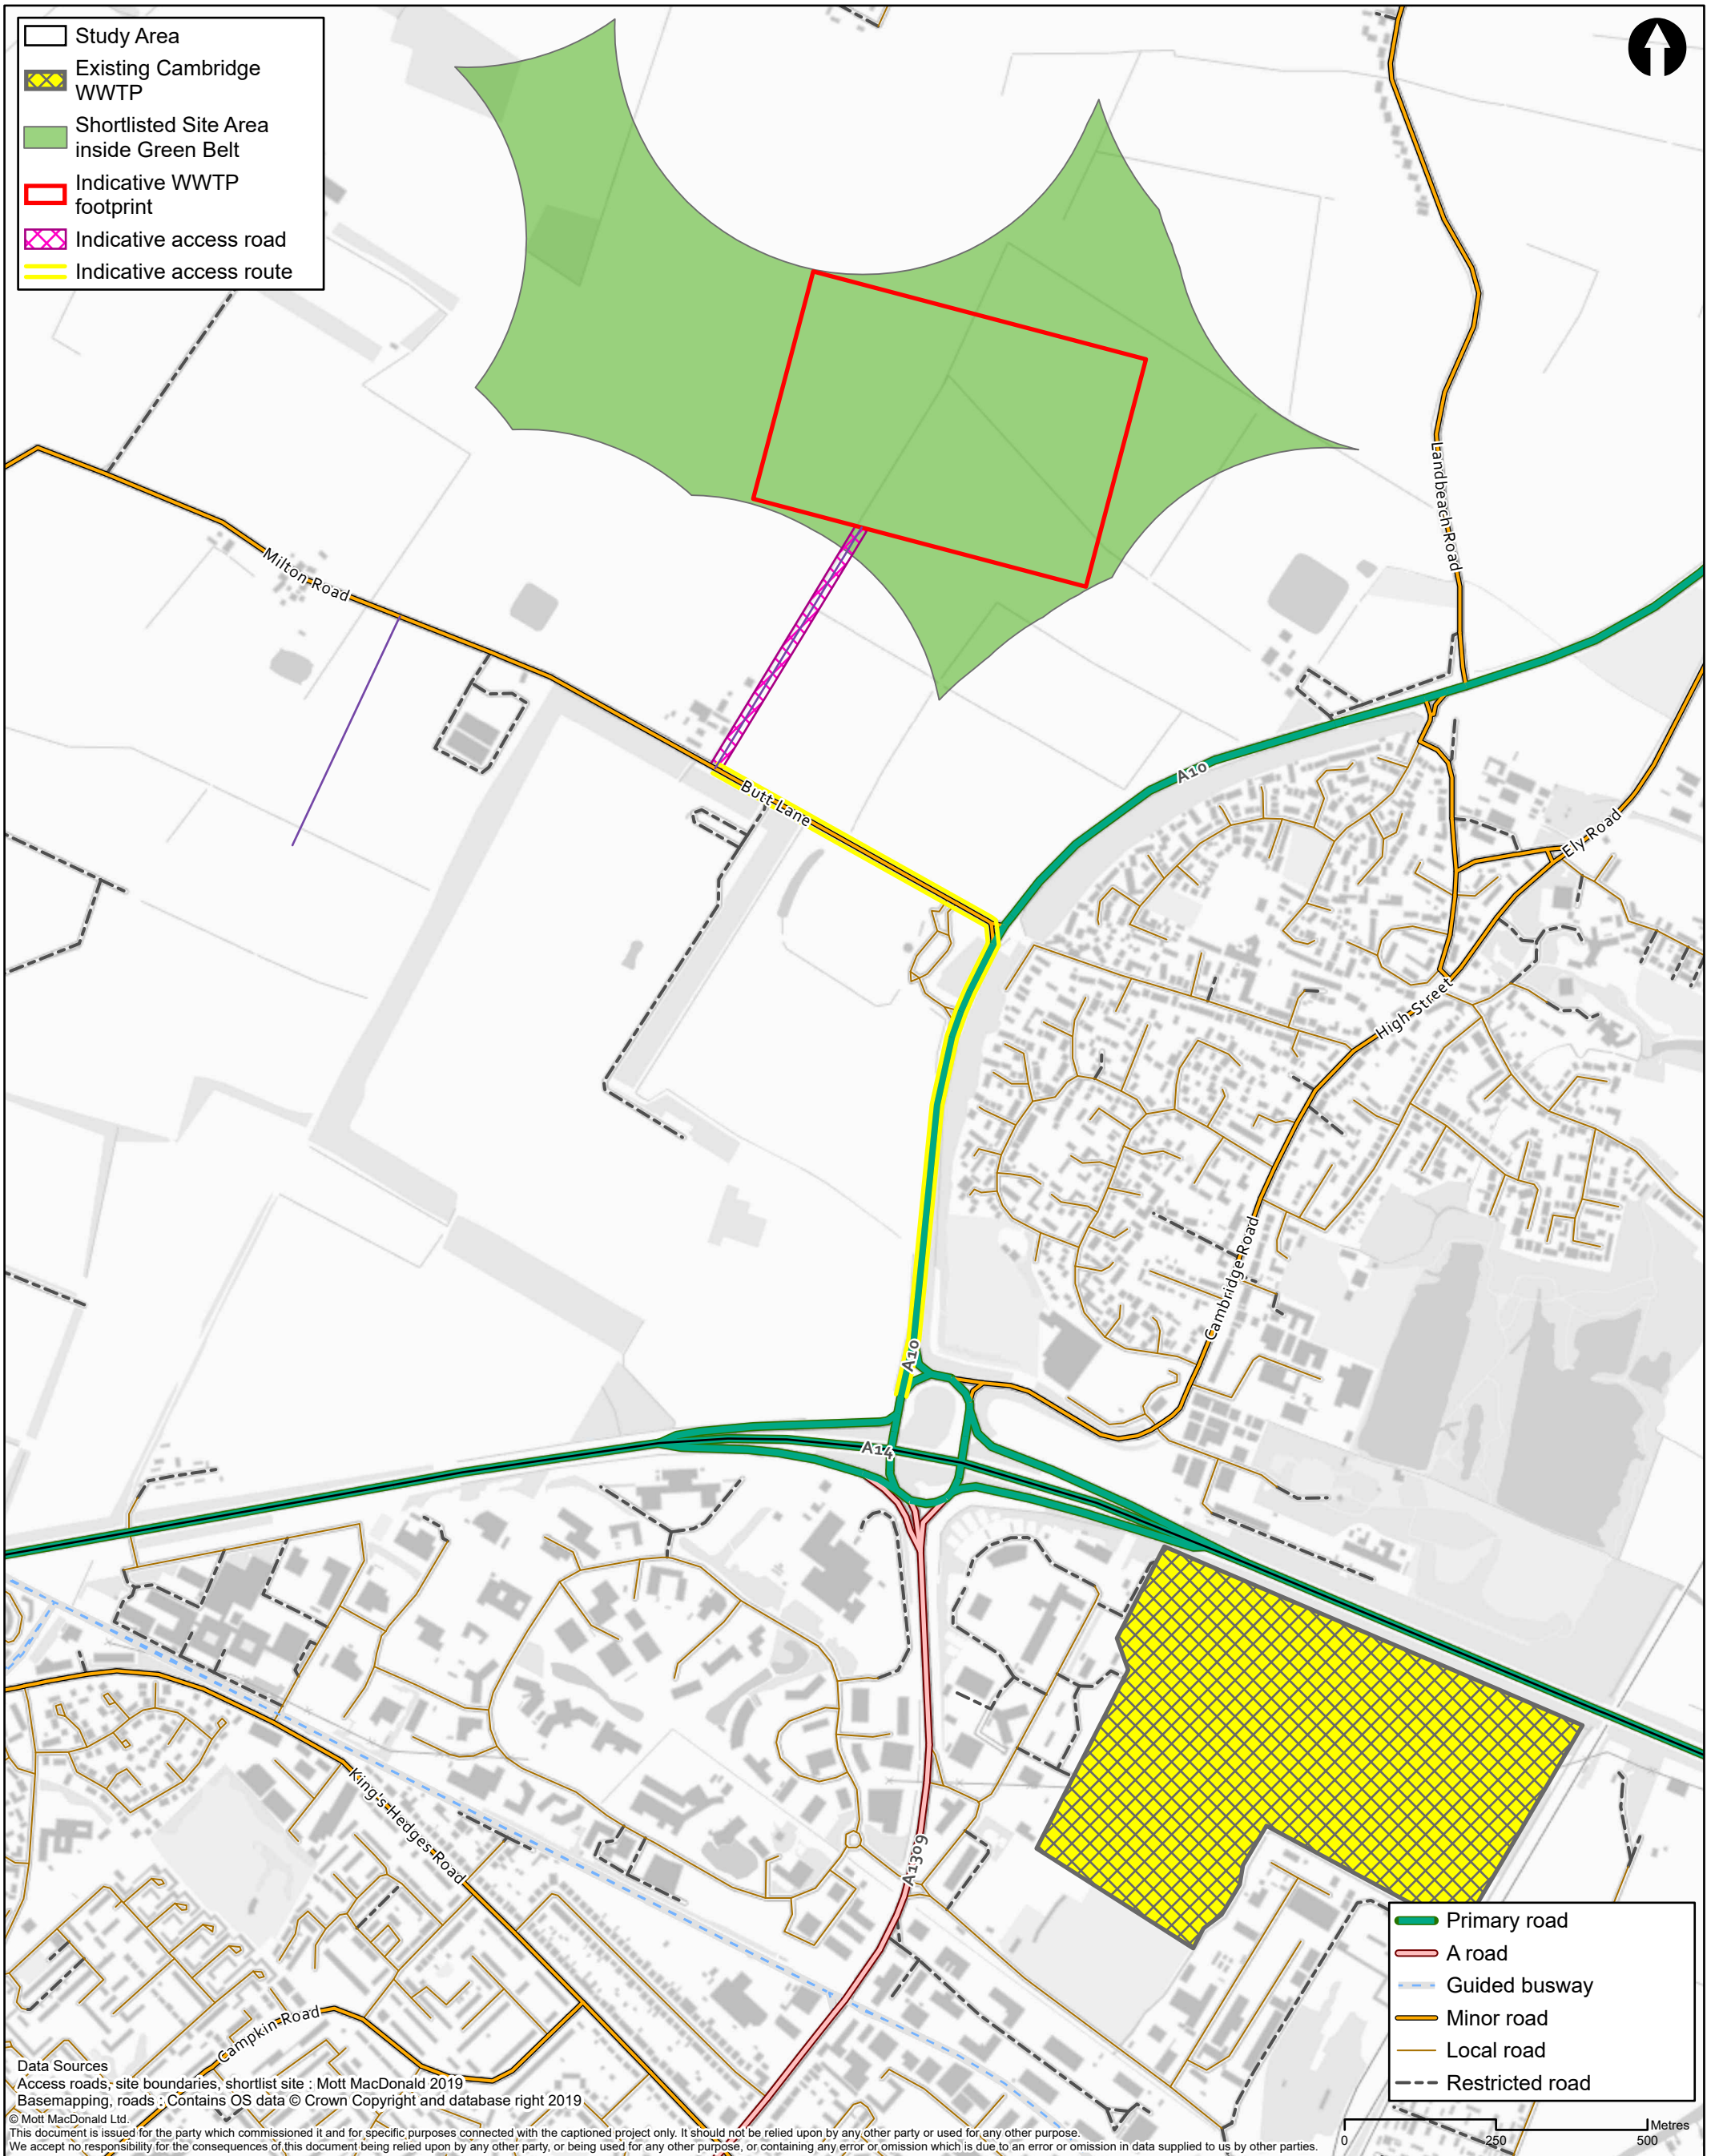 Study Area
Existing Cambridge
WWTP
Shortlisted Site Area
inside Green Belt
Indicative WWTP
footprint
Indicative access road
Indicative access route
Landbeach Road
Milton Road
A10
Butt Lane
Ely Road
High Street
Cambridge Road
A10
A14
King's Hedges Road
A1309
Campkin Road
Primary road
A road
Guided busway
Minor road
Local road
Restricted road
Data Sources
Access roads, site boundaries, shortlist site : Mott MacDonald 2019
Basemapping, roads : Contains OS data © Crown Copyright and database right 2019
© Mott MacDonald Ltd.
This document is issued for the party which commissioned it and for specific purposes connected with the captioned project only. It should not be relied upon by any other party or used for any other purpose.
We accept no responsibility for the consequences of this document being relied upon by any other party, or being used for any other purpose, or containing any error or omission which is due to an error or omission in data supplied to us by other parties.
Metres
0 250 500